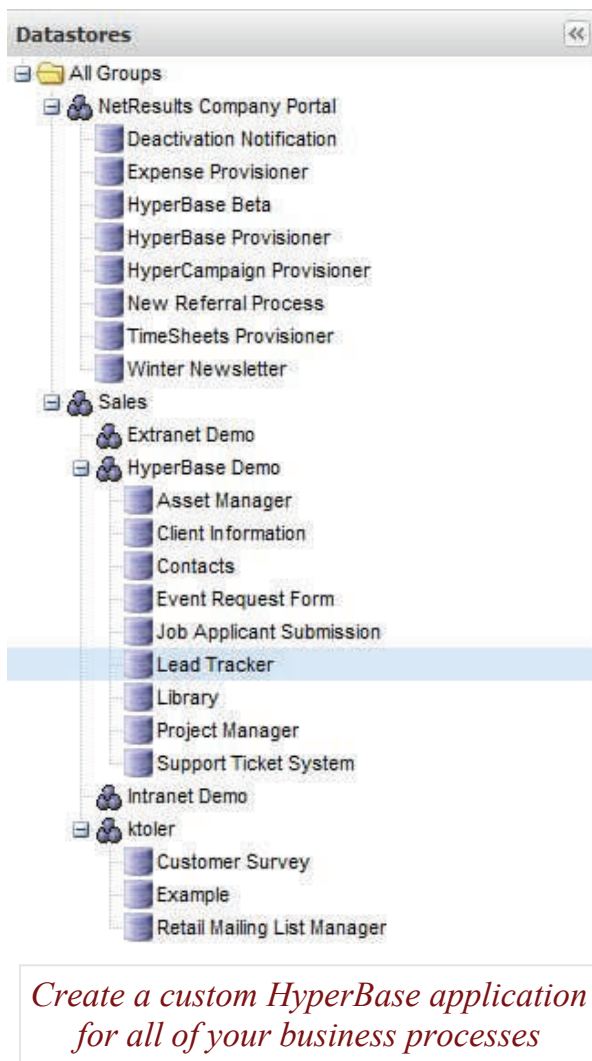 Datastores
All Groups
NetResults Company Portal
Deactivation Notification
Expense Provisioner
HyperBase Beta
HyperBase Provisioner
HyperCampaign Provisioner
New Referral Process
TimeSheets Provisioner
Winter Newsletter
Sales
Extranet Demo
HyperBase Demo
Asset Manager
Client Information
Contacts
Event Request Form
Job Applicant Submission
Lead Tracker
Library
Project Manager
Support Ticket System
Intranet Demo
ktoler
Customer Survey
Example
Retail Mailing List Manager
Create a custom HyperBase application
for all of your business processes